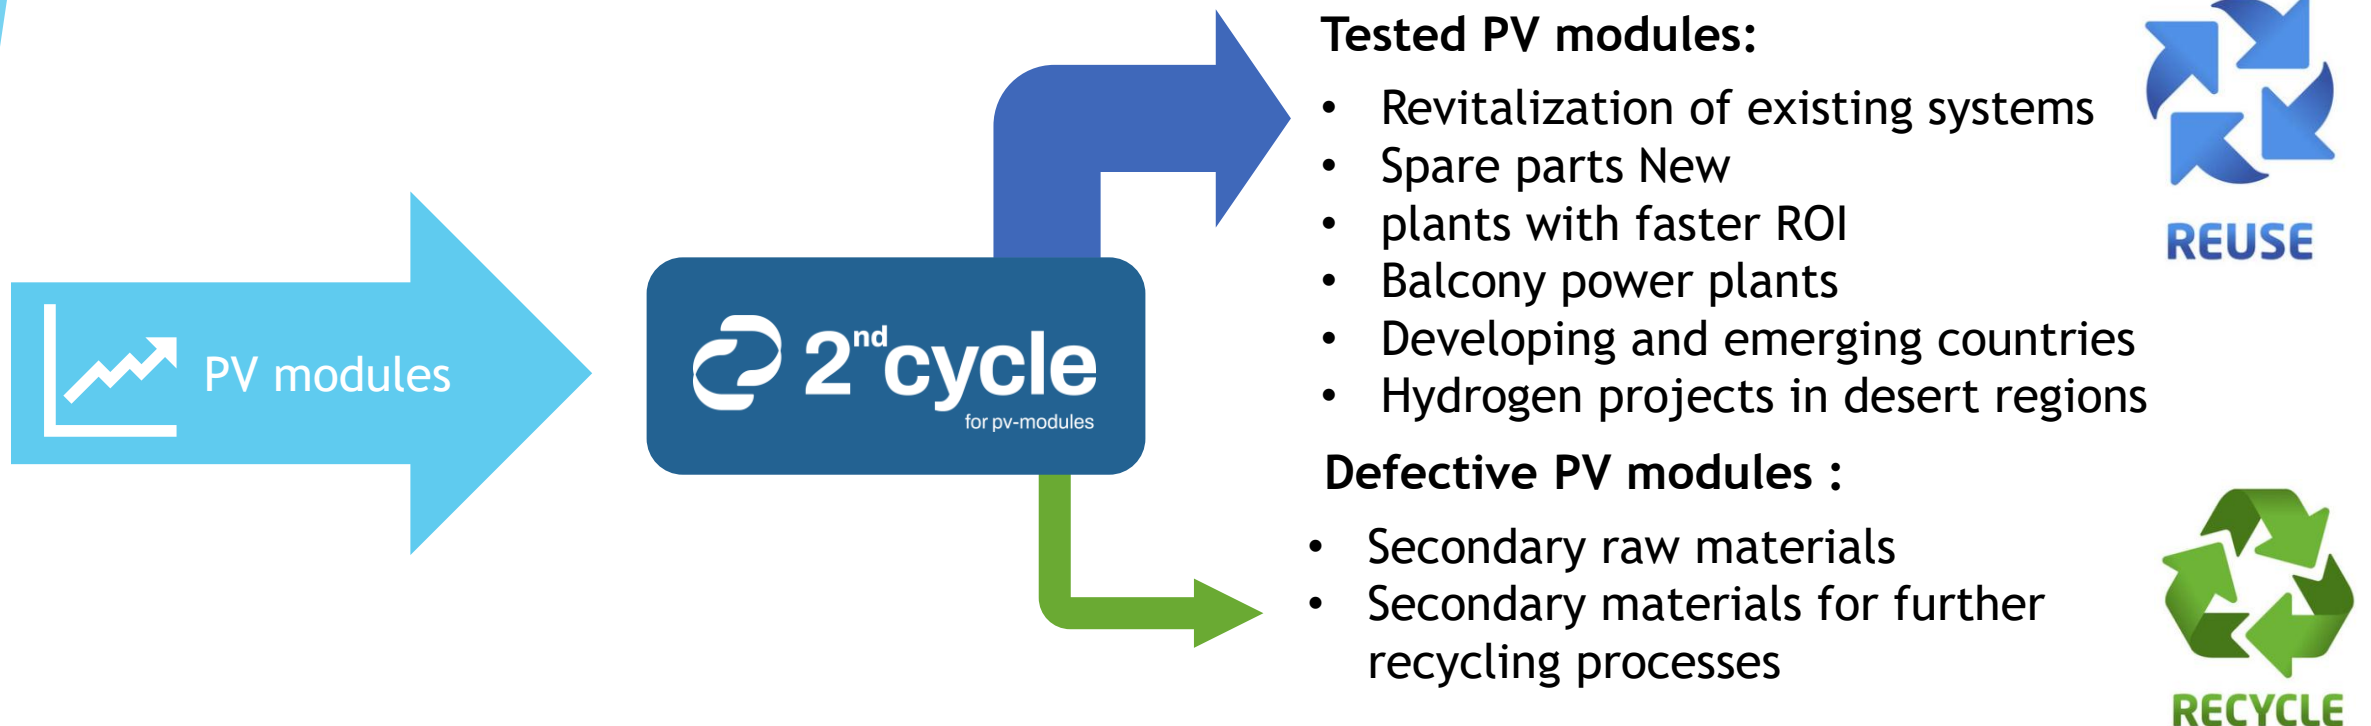 PV modules
2nd cycle
for pv-modules
Tested PV modules:
• Revitalization of existing systems
• Spare parts New
• plants with faster ROI
• Balcony power plants
• Developing and emerging countries
• Hydrogen projects in desert regions
REUSE
Defective PV modules :
• Secondary raw materials
• Secondary materials for further
recycling processes
RECYCLE